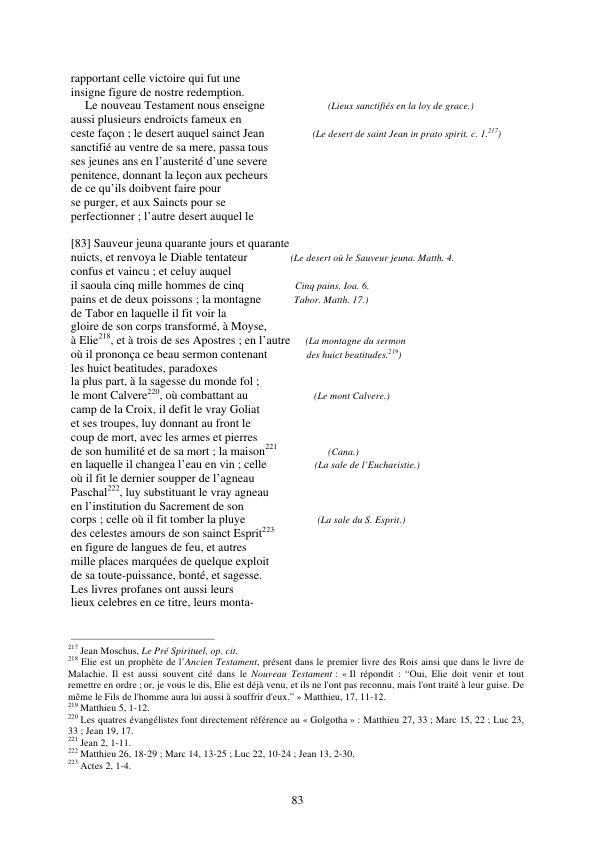 rapportant celle victoire qui fut une
insigne figure de nostre redemption.
Le nouveau Testament nous enseigne (Lieux sanctifiés en la loy de grace.)
aussi plusieurs endroicts fameux en
ceste façon ; le desert auquel sainct Jean (Le desert de saint Jean in prato spirit. c. 1.217)
sanctifié au ventre de sa mere, passa tous
ses jeunes ans en l'austerité d'une severe
penitence, donnant la leçon aux pecheurs
de ce qu'ils doibvent faire pour
se purger, et aux Saincts pour se
perfectionner ; l'autre desert auquel le
[83] Sauveur jeuna quarante jours et quarante
nuicts, et renvoya le Diable tentateur (Le desert où le Sauveur jeuna. Matth. 4.
confus et vaincu ; et celuy auquel
il saoula cinq mille hommes de cinq Cinq pains. Ioa. 6.
pains et de deux poissons ; la montagne Tabor. Matth. 17.)
de Tabor en laquelle il fit voir la
gloire de son corps transformé, à Moyse,
à Elie218, et à trois de ses Apostres ; en l'autre (La montagne du sermon
où il prononça ce beau sermon contenant des huict beatitudes.219)
les huict beatitudes, paradoxes
la plus part, à la sagesse du monde fol ;
le mont Calvere220, où combattant au (Le mont Calvere.)
camp de la Croix, il defit le vray Goliat
et ses troupes, luy donnant au front le
coup de mort, avec les armes et pierres
de son humilité et de sa mort ; la maison221 (Cana.)
en laquelle il changea l'eau en vin ; celle (La sale de l'Eucharistie.)
où il fit le dernier soupper de l'agneau
Paschal222, luy substituant le vray agneau
en l'institution du Sacrement de son
corps ; celle où il fit tomber la pluye (La sale du S. Esprit.)
des celestes amours de son sainct Esprit223
en figure de langues de feu, et autres
mille places marquées de quelque exploit
de sa toute-puissance, bonté, et sagesse.
Les livres profanes ont aussi leurs
lieux celebres en ce titre, leurs monta-
217 Jean Moschus, Le Pré Spirituel, op. cit.
218 Elie est un prophète de l'Ancien Testament, présent dans le premier livre des Rois ainsi que dans le livre de
Malachie. Il est aussi souvent cité dans le Nouveau Testament : « Il répondit : "Oui, Elie doit venir et tout
remettre en ordre ; or, je vous le dis, Elie est déjà venu, et ils ne l'ont pas reconnu, mais l'ont traité à leur guise. De
même le Fils de l'homme aura lui aussi à souffrir d'eux." » Matthieu, 17, 11-12.
219 Matthieu 5, 1-12.
220 Les quatres évangélistes font directement référence au « Golgotha » : Matthieu 27, 33 ; Marc 15, 22 ; Luc 23,
33 ; Jean 19, 17.
221 Jean 2, 1-11.
222 Matthieu 26, 18-29 ; Marc 14, 13-25 ; Luc 22, 10-24 ; Jean 13, 2-30.
223 Actes 2, 1-4.
83